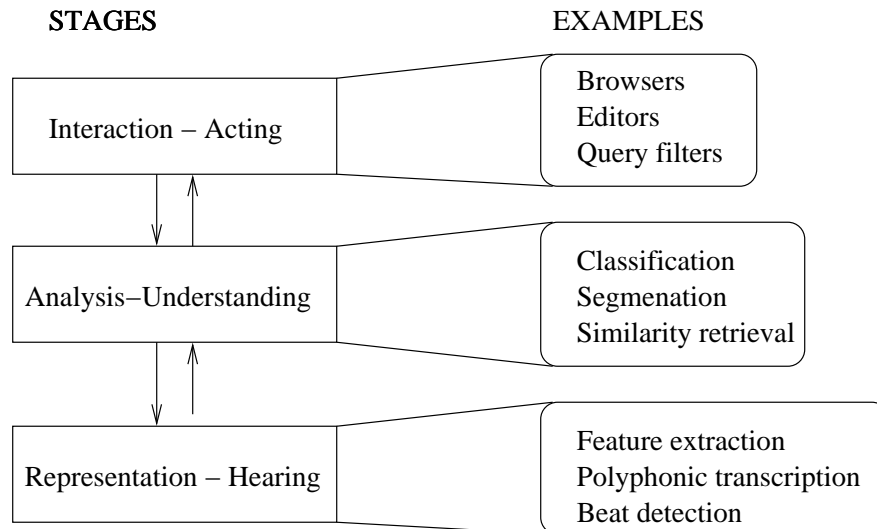 STAGES
EXAMPLES
Interaction − Acting
Browsers
Editors
Query filters
Analysis−Understanding
Classification
Segmenation
Similarity retrieval
Representation − Hearing
Feature extraction
Polyphonic transcription
Beat detection